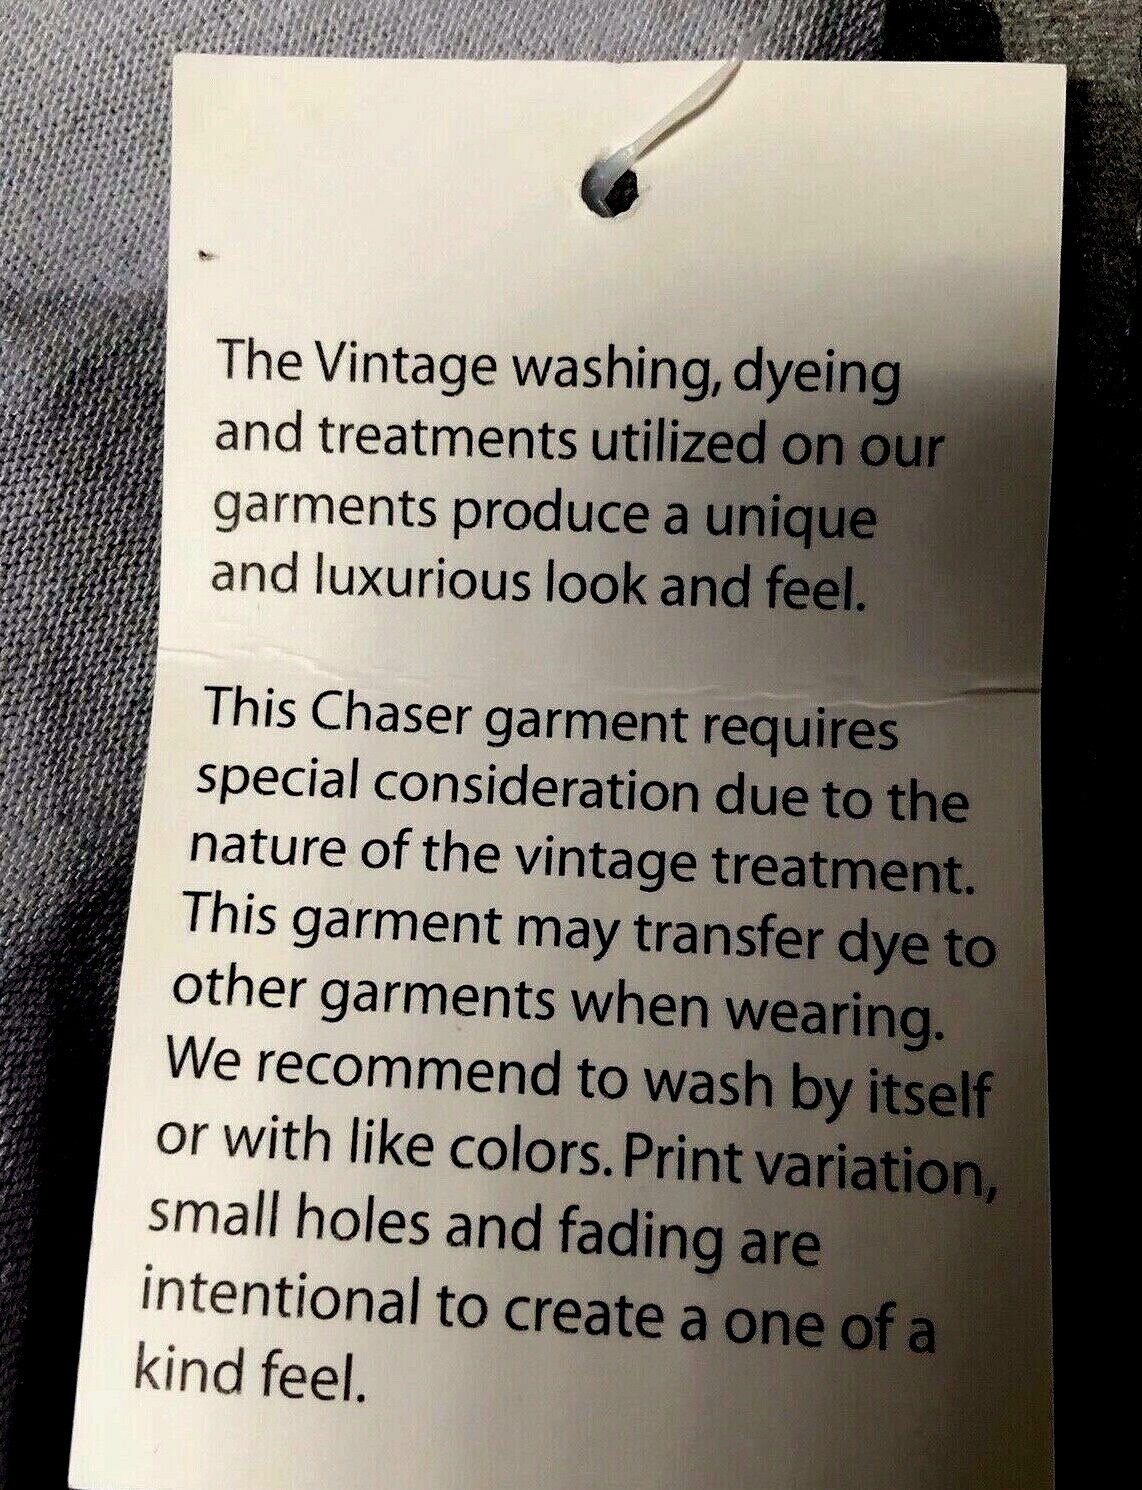 The Vintage washing, dyeing
and treatments utilized on our
garments produce a unique
and luxurious look and feel.
This Chaser garment requires
special consideration due to the
nature of the vintage treatment.
This garment may transfer dye to
other garments when wearing.
We recommend to wash by itself
or with like colors. Print variation,
small holes and fading are
intentional to create a one of a
kind feel.